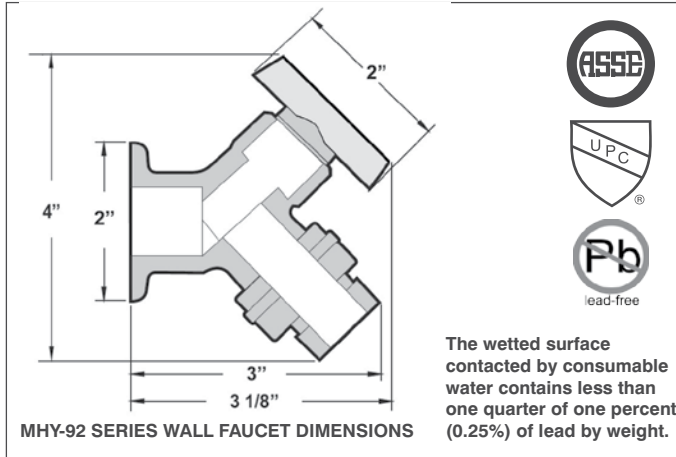 2”
4”
2”
3”
3 1/8”
MHY-92 SERIES WALL FAUCET DIMENSIONS
ASSE
UPC
®
Pb
lead-free
The wetted surface
contacted by consumable
water contains less than
one quarter of one percent
(0.25%) of lead by weight.